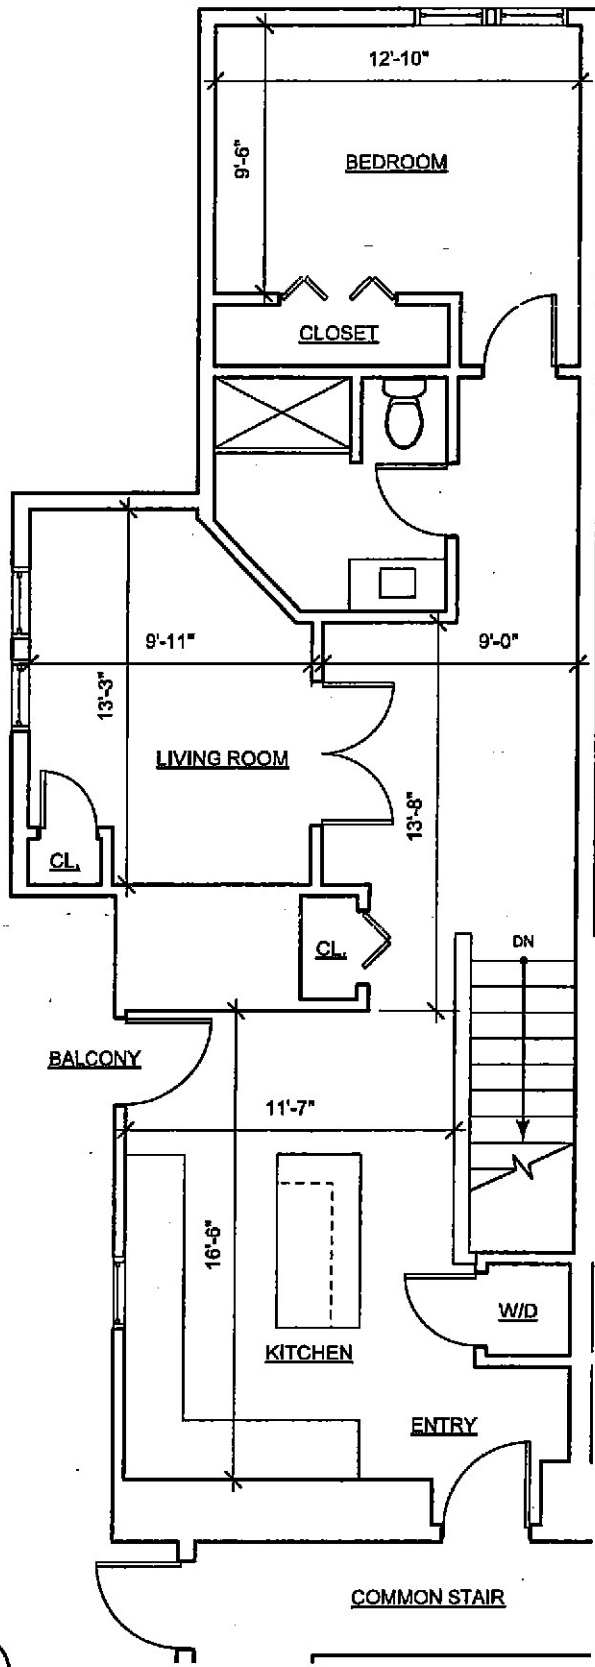 12'-10"
9'-6"
BEDROOM
CLOSET
9'-11"
9'-0"
13'-3"
LIVING ROOM
13'-8"
CL.
CL.
DN
BALCONY
11'-7"
16'-6"
W/D
KITCHEN
ENTRY
COMMON STAIR